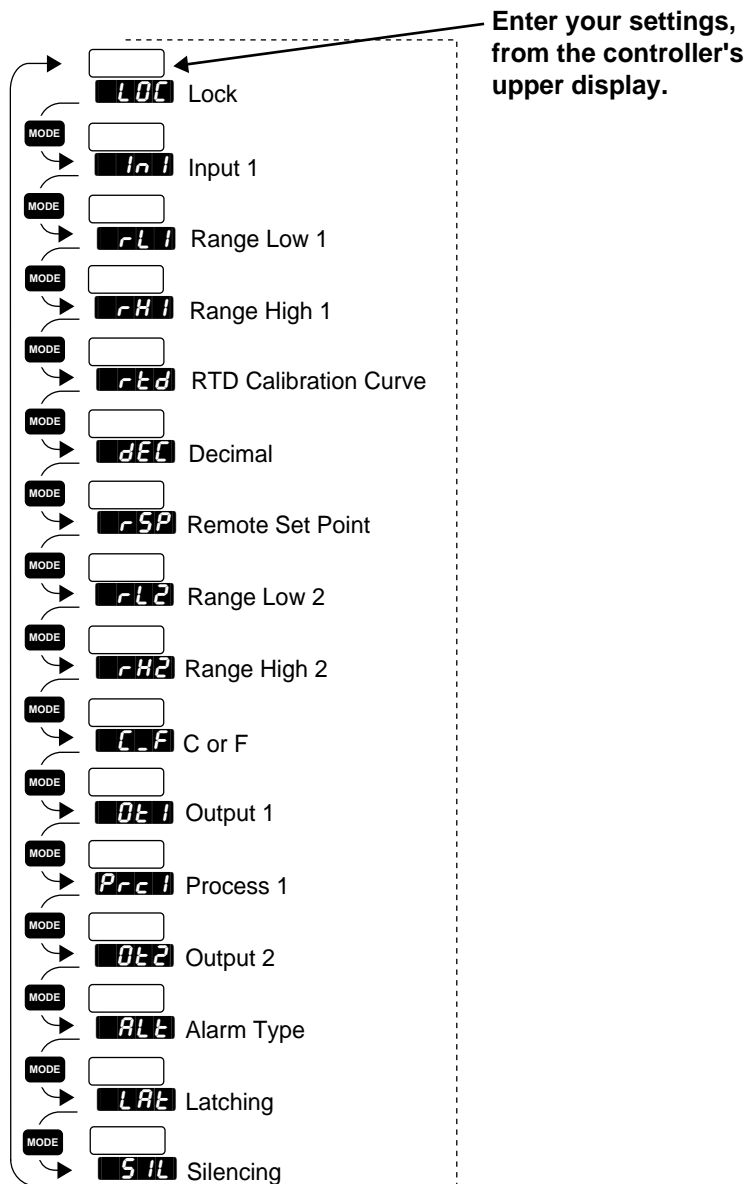 Enter your settings,
from the controller's
upper display.
LOC Lock
MODE
In1 Input 1
MODE
rL1 Range Low 1
MODE
rH1 Range High 1
MODE
rtd RTD Calibration Curve
MODE
dEC Decimal
MODE
rSP Remote Set Point
MODE
rL2 Range Low 2
MODE
rH2 Range High 2
MODE
C_F C or F
MODE
Ot1 Output 1
MODE
Prc1 Process 1
MODE
Ot2 Output 2
MODE
ALt Alarm Type
MODE
LAt Latching
MODE
SIL Silencing